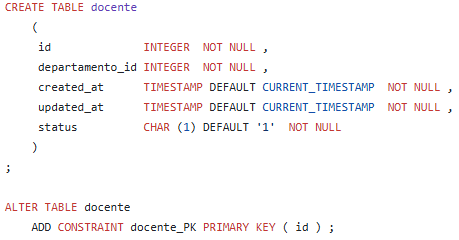 CREATE TABLE docente
(
id INTEGER NOT NULL ,
departamento_id INTEGER NOT NULL ,
created_at TIMESTAMP DEFAULT CURRENT_TIMESTAMP NOT NULL ,
updated_at TIMESTAMP DEFAULT CURRENT_TIMESTAMP NOT NULL ,
status CHAR (1) DEFAULT '1' NOT NULL
)
;
ALTER TABLE docente
ADD CONSTRAINT docente_PK PRIMARY KEY ( id ) ;